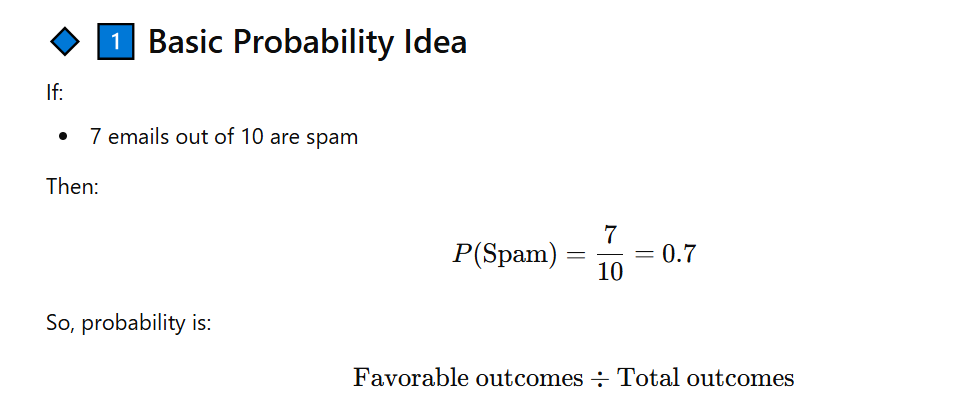 1 Basic Probability Idea
If:
• 7 emails out of 10 are spam
Then:
P(Spam) = 7/10 = 0.7
So, probability is:
Favorable outcomes ÷ Total outcomes